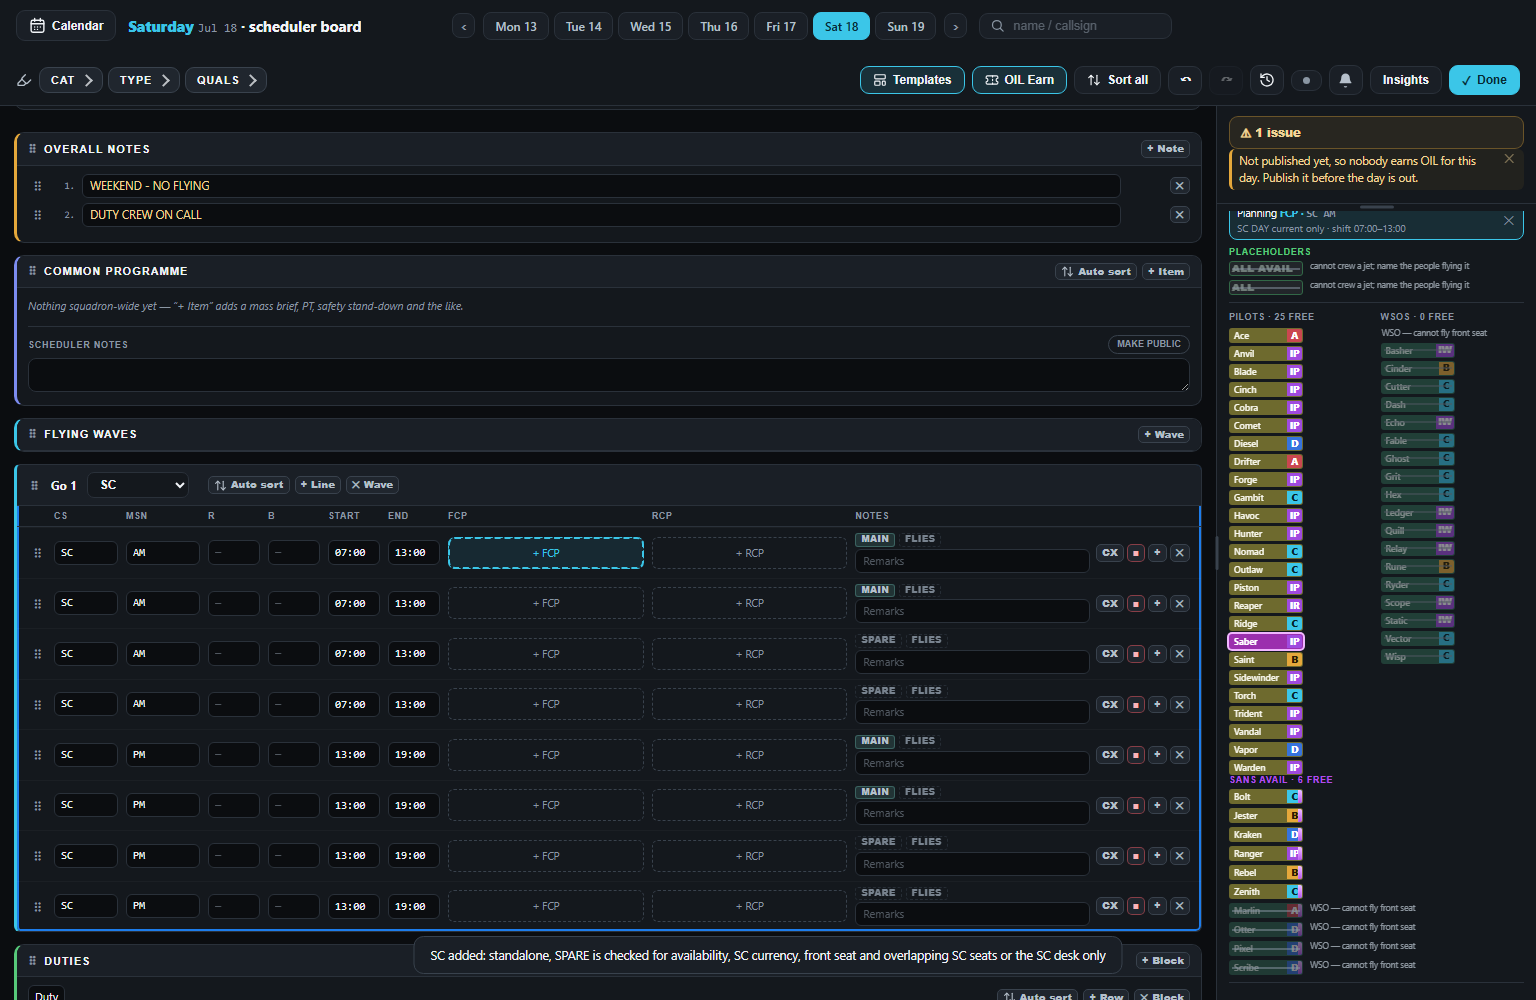 Calendar
Saturday Jul 18 · scheduler board
‹ Mon 13 Tue 14 Wed 15 Thu 16 Fri 17 Sat 18 Sun 19 ›
name / callsign
CAT TYPE QUALS
Templates OIL Earn Sort all Insights ✓ Done
OVERALL NOTES
+ Note
1. WEEKEND - NO FLYING
2. DUTY CREW ON CALL
COMMON PROGRAMME
Auto sort + Item
Nothing squadron-wide yet — "+ Item" adds a mass brief, PT, safety stand-down and the like.
SCHEDULER NOTES
MAKE PUBLIC
FLYING WAVES
+ Wave
Go 1 SC Auto sort + Line × Wave
CS MSN R B START END FCP RCP NOTES
SC AM – – 07:00 13:00 + FCP + RCP MAIN FLIES Remarks CX
SC AM – – 07:00 13:00 + FCP + RCP MAIN FLIES Remarks CX
SC AM – – 07:00 13:00 + FCP + RCP SPARE FLIES Remarks CX
SC AM – – 07:00 13:00 + FCP + RCP SPARE FLIES Remarks CX
SC PM – – 13:00 19:00 + FCP + RCP MAIN FLIES Remarks CX
SC PM – – 13:00 19:00 + FCP + RCP MAIN FLIES Remarks CX
SC PM – – 13:00 19:00 + FCP + RCP SPARE FLIES Remarks CX
SC PM – – 13:00 19:00 + FCP + RCP SPARE FLIES Remarks CX
DUTIES
+ Block
SC added: standalone, SPARE is checked for availability, SC currency, front seat and overlapping SC seats or the SC desk only
Duty
Auto sort + Row × Block
⚠ 1 issue
Not published yet, so nobody earns OIL for this
day. Publish it before the day is out.
Planning FCP · SC AM
SC DAY current only · shift 07:00–13:00
PLACEHOLDERS
ALL AVAIL cannot crew a jet; name the people flying it
ALL cannot crew a jet; name the people flying it
PILOTS · 25 FREE
Ace A
Anvil IP
Blade IP
Cinch IP
Cobra IP
Comet IP
Diesel D
Drifter A
Forge IP
Gambit C
Havoc IP
Hunter IP
Nomad C
Outlaw C
Piston IP
Reaper IR
Ridge C
Saber IP
Saint B
Sidewinder IP
Torch C
Trident IP
Vandal IP
Vapor D
Warden IP
WSOS · 0 FREE
WSO — cannot fly front seat
Basher IW
Cinder B
Cutter C
Dash C
Echo IW
Fable C
Ghost C
Grit C
Hex C
Ledger IW
Quill IW
Relay IW
Rune B
Ryder C
Scope IW
Static IW
Vector C
Wisp C
SANS AVAIL · 6 FREE
Bolt C
Jester B
Kraken D
Ranger IP
Rebel B
Zenith C
Marlin A WSO — cannot fly front seat
Otter D WSO — cannot fly front seat
Pixel D WSO — cannot fly front seat
Scribe D WSO — cannot fly front seat